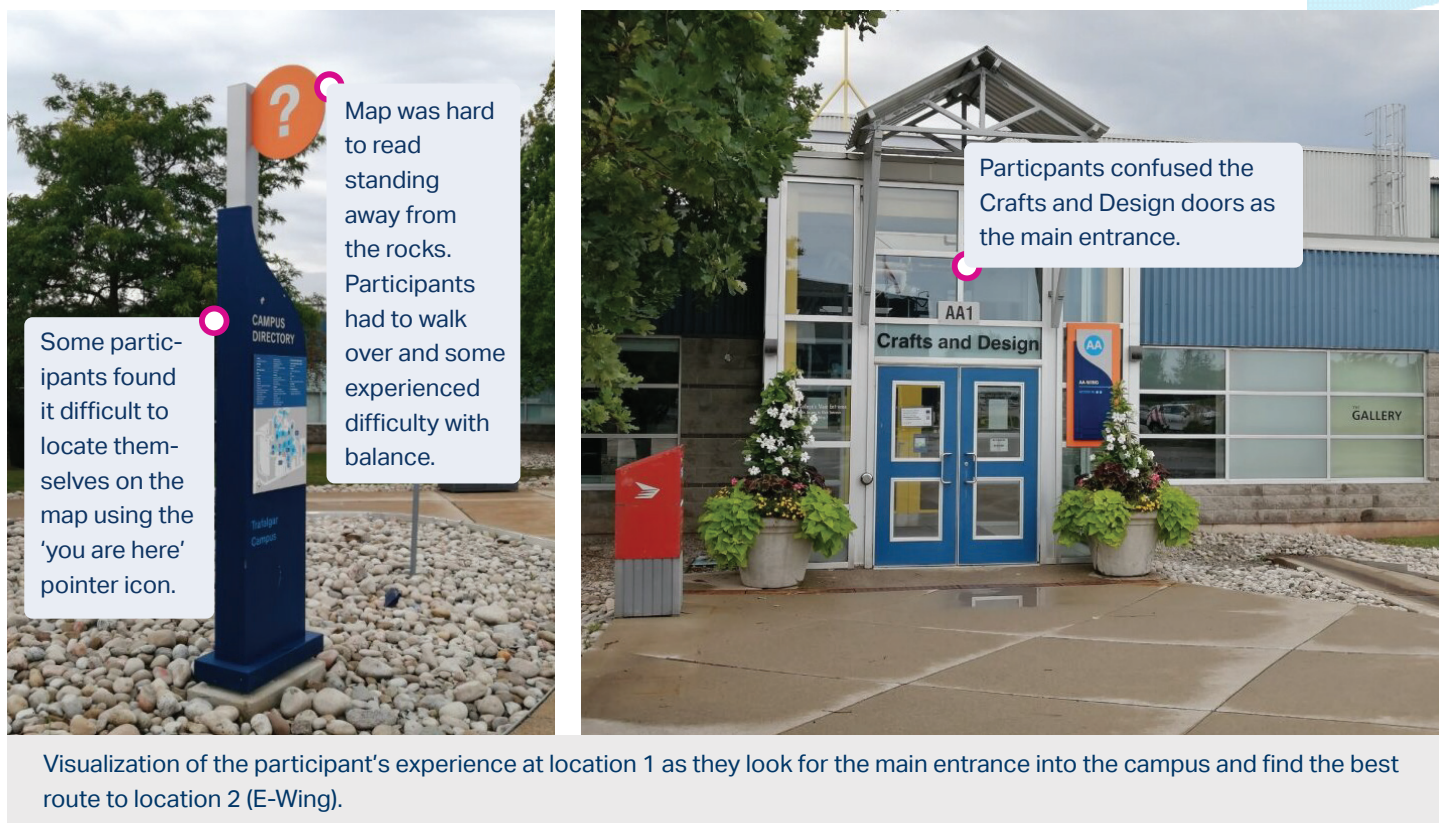 ?
Map was hard
to read
standing
away from
the rocks.
Participants
had to walk
over and some
experienced
difficulty with
balance.
Some partic-
ipants found
it difficult to
locate them-
selves on the
map using the
‘you are here’
pointer icon.
CAMPUS
DIRECTORY
Trafalgar
Campus
Particpants confused the
Crafts and Design doors as
the main entrance.
AA1
Crafts and Design
AA
AA WING
GALLERY
Visualization of the participant’s experience at location 1 as they look for the main entrance into the campus and find the best
route to location 2 (E-Wing).